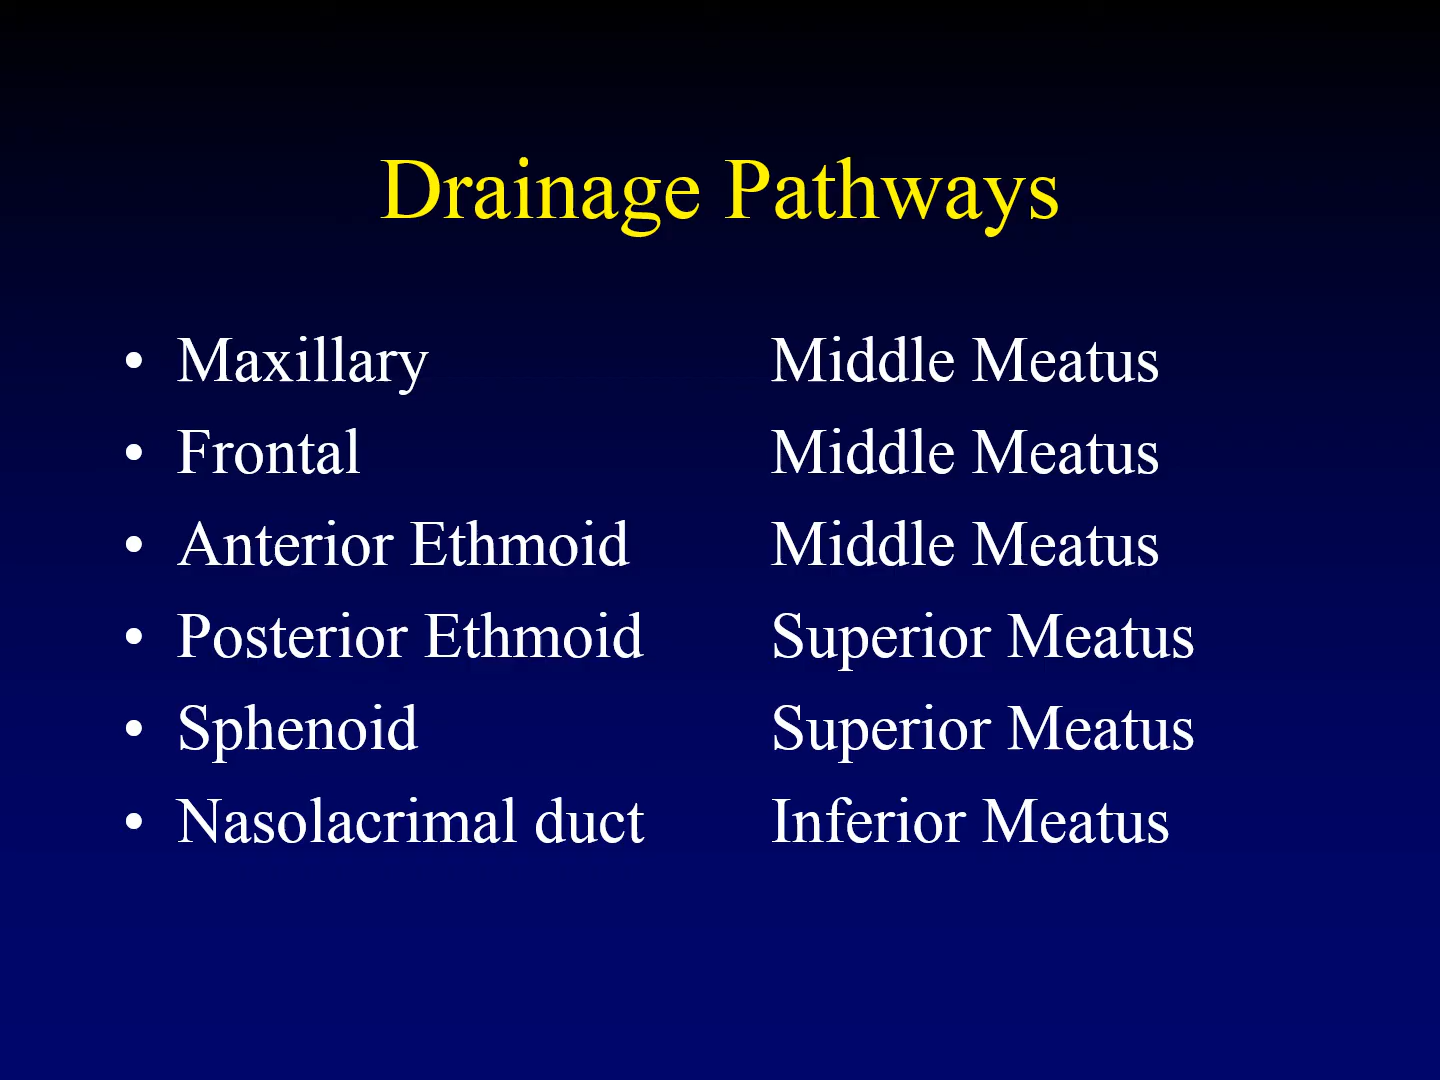 Drainage Pathways
• Maxillary Middle Meatus
• Frontal Middle Meatus
• Anterior Ethmoid Middle Meatus
• Posterior Ethmoid Superior Meatus
• Sphenoid Superior Meatus
• Nasolacrimal duct Inferior Meatus